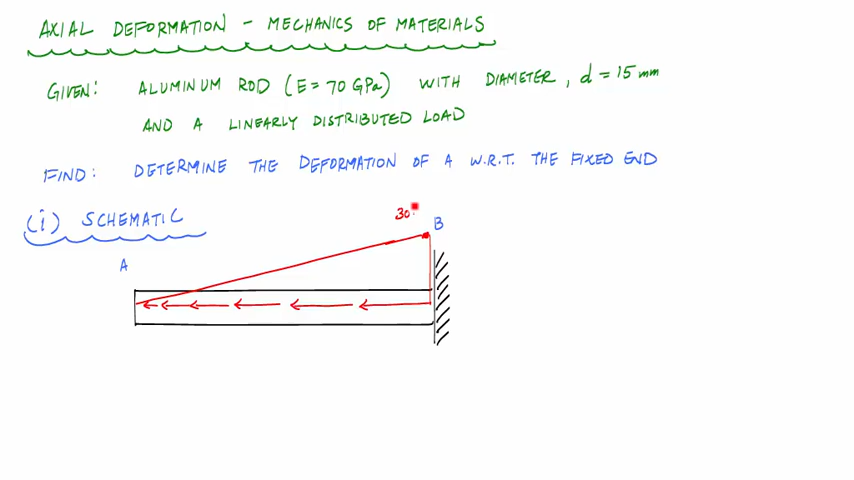 AXIAL DEFORMATION - MECHANICS OF MATERIALS
GIVEN: ALUMINUM ROD (E = 70 GPa) WITH DIAMETER, d = 15 mm
AND A LINEARLY DISTRIBUTED LOAD
FIND: DETERMINE THE DEFORMATION OF A W.R.T. THE FIXED END
(i) SCHEMATIC
30
B
A